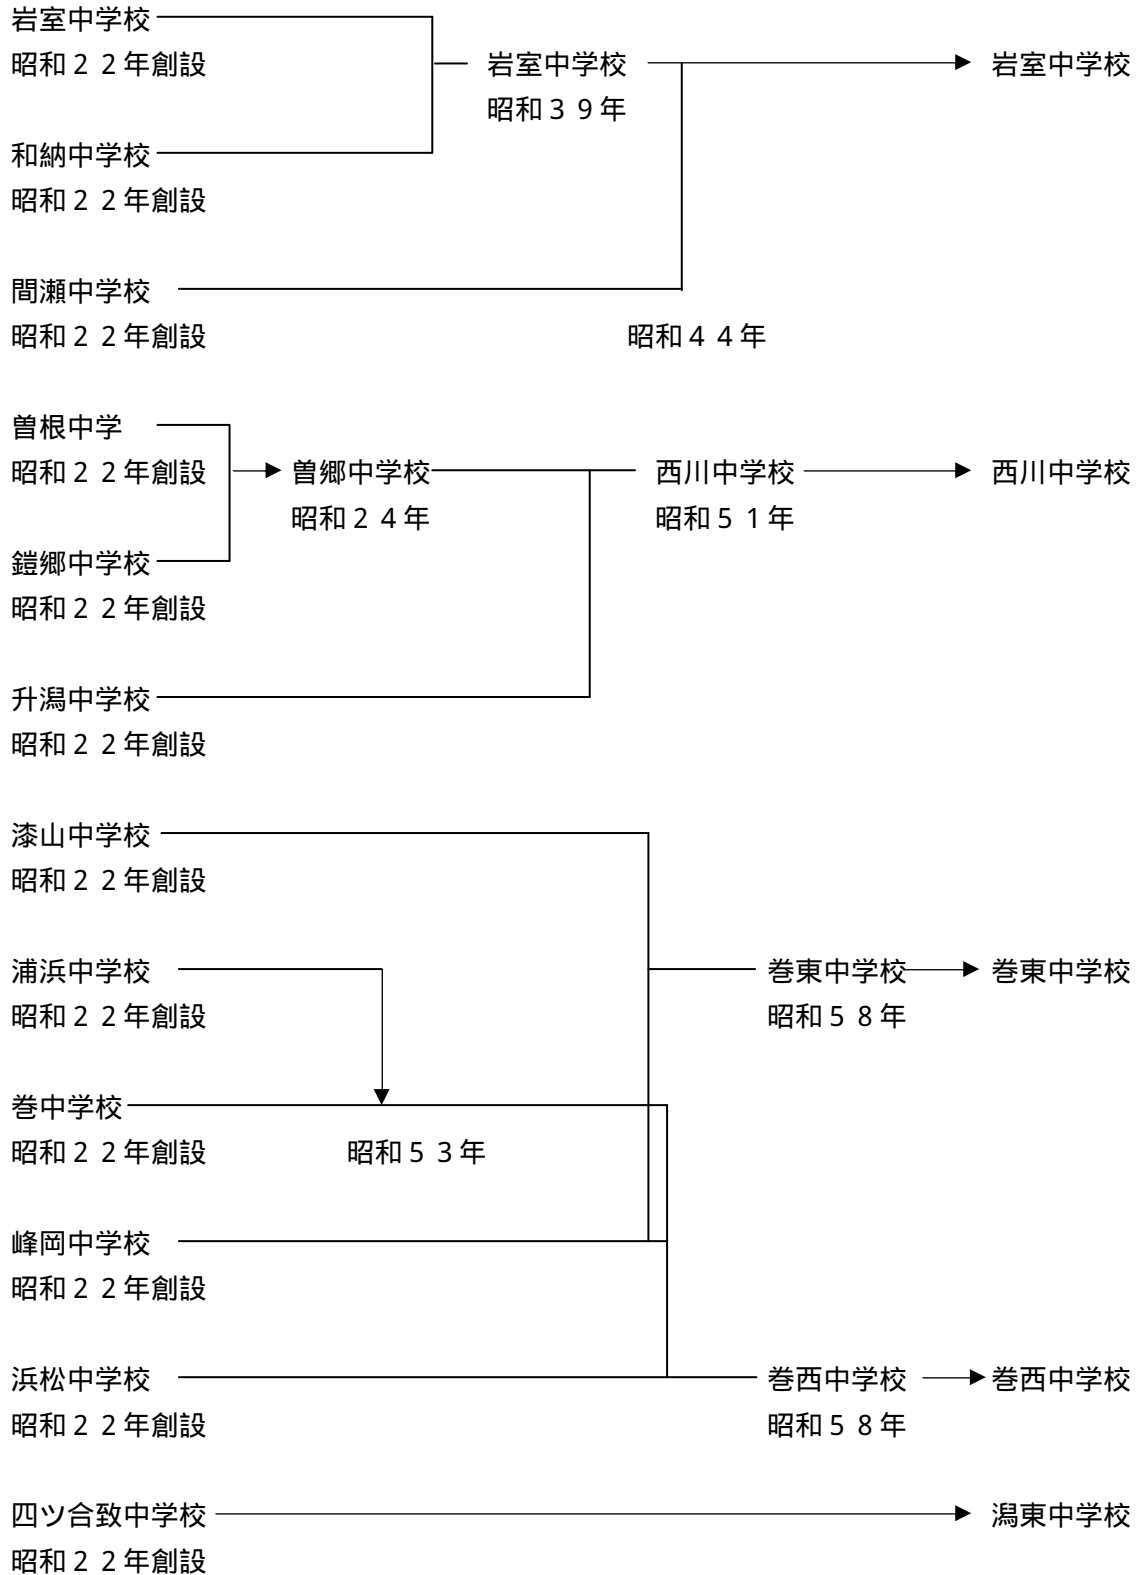 岩室中学校
昭和２２年創設 岩室中学校 岩室中学校
昭和３９年
和納中学校
昭和２２年創設
間瀬中学校
昭和２２年創設 昭和４４年
曽根中学
昭和２２年創設 曽郷中学校 西川中学校 西川中学校
昭和２４年 昭和５１年
鎧郷中学校
昭和２２年創設
升潟中学校
昭和２２年創設
漆山中学校
昭和２２年創設
浦浜中学校 巻東中学校 巻東中学校
昭和２２年創設 昭和５８年
巻中学校
昭和２２年創設 昭和５３年
峰岡中学校
昭和２２年創設
浜松中学校 巻西中学校 巻西中学校
昭和２２年創設 昭和５８年
四ツ合致中学校 潟東中学校
昭和２２年創設